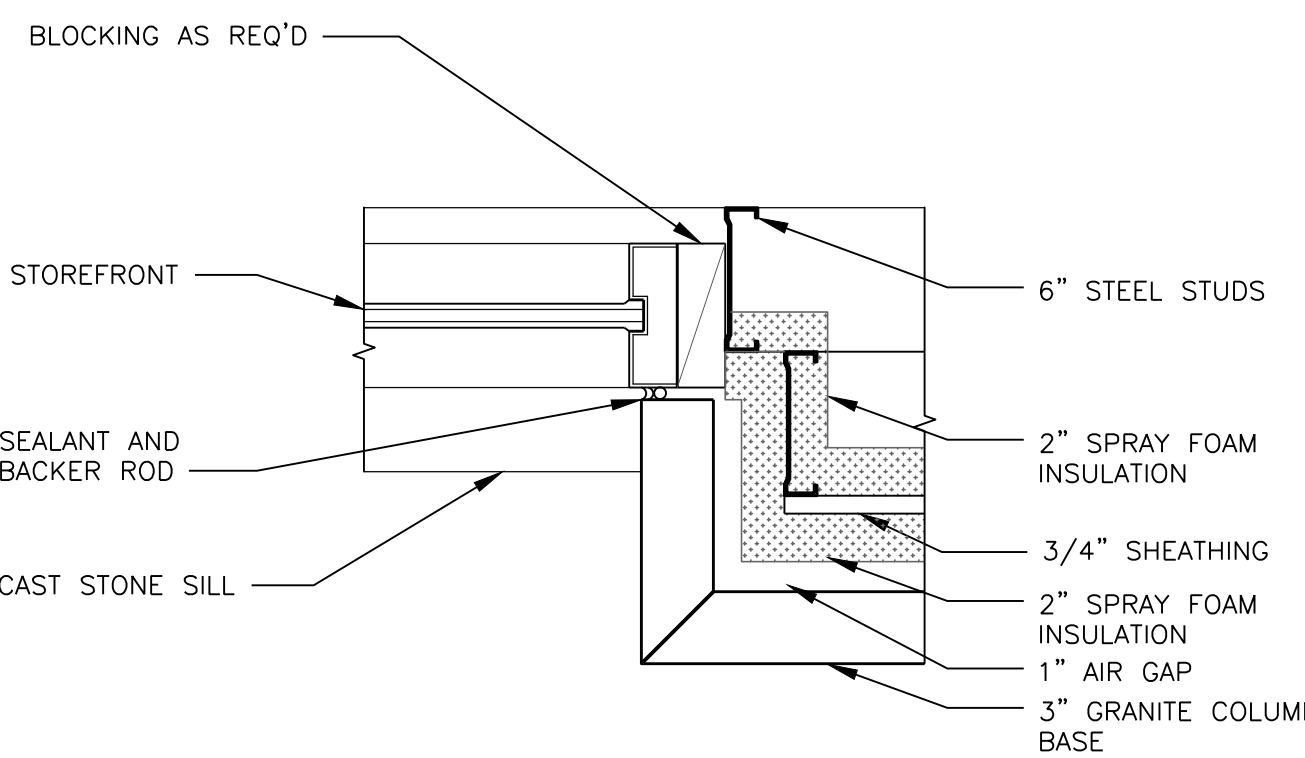 BLOCKING AS REQ'D
STOREFRONT
SEALANT AND
BACKER ROD
CAST STONE SILL
6" STEEL STUDS
2" SPRAY FOAM
INSULATION
3/4" SHEATHING
2" SPRAY FOAM
INSULATION
1" AIR GAP
3" GRANITE COLUM
BASE